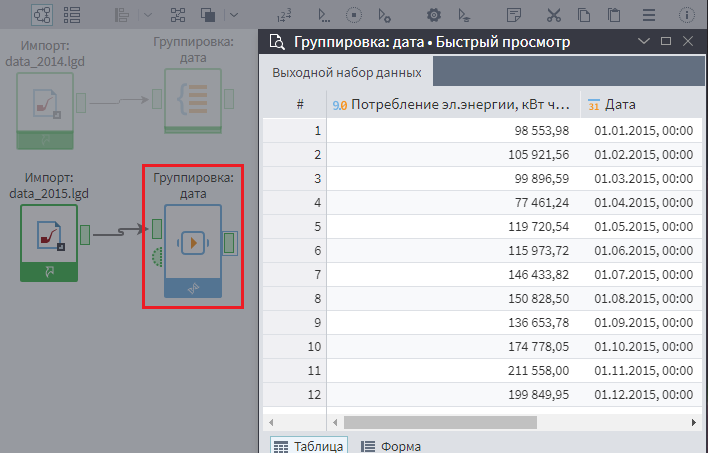 Импорт:
data_2014.lgd
Группировка:
дата
Импорт:
data_2015.lgd
Группировка:
дата
Группировка: дата • Быстрый просмотр
Выходной набор данных
# 9.0 Потребление эл.энергии, кВт ч... 31 Дата
1 98 553,98 01.01.2015, 00:00
2 105 921,56 01.02.2015, 00:00
3 99 896,59 01.03.2015, 00:00
4 77 461,24 01.04.2015, 00:00
5 119 720,54 01.05.2015, 00:00
6 115 973,72 01.06.2015, 00:00
7 146 433,82 01.07.2015, 00:00
8 150 828,50 01.08.2015, 00:00
9 136 653,78 01.09.2015, 00:00
10 174 778,05 01.10.2015, 00:00
11 211 558,00 01.11.2015, 00:00
12 199 849,95 01.12.2015, 00:00
Таблица Форма